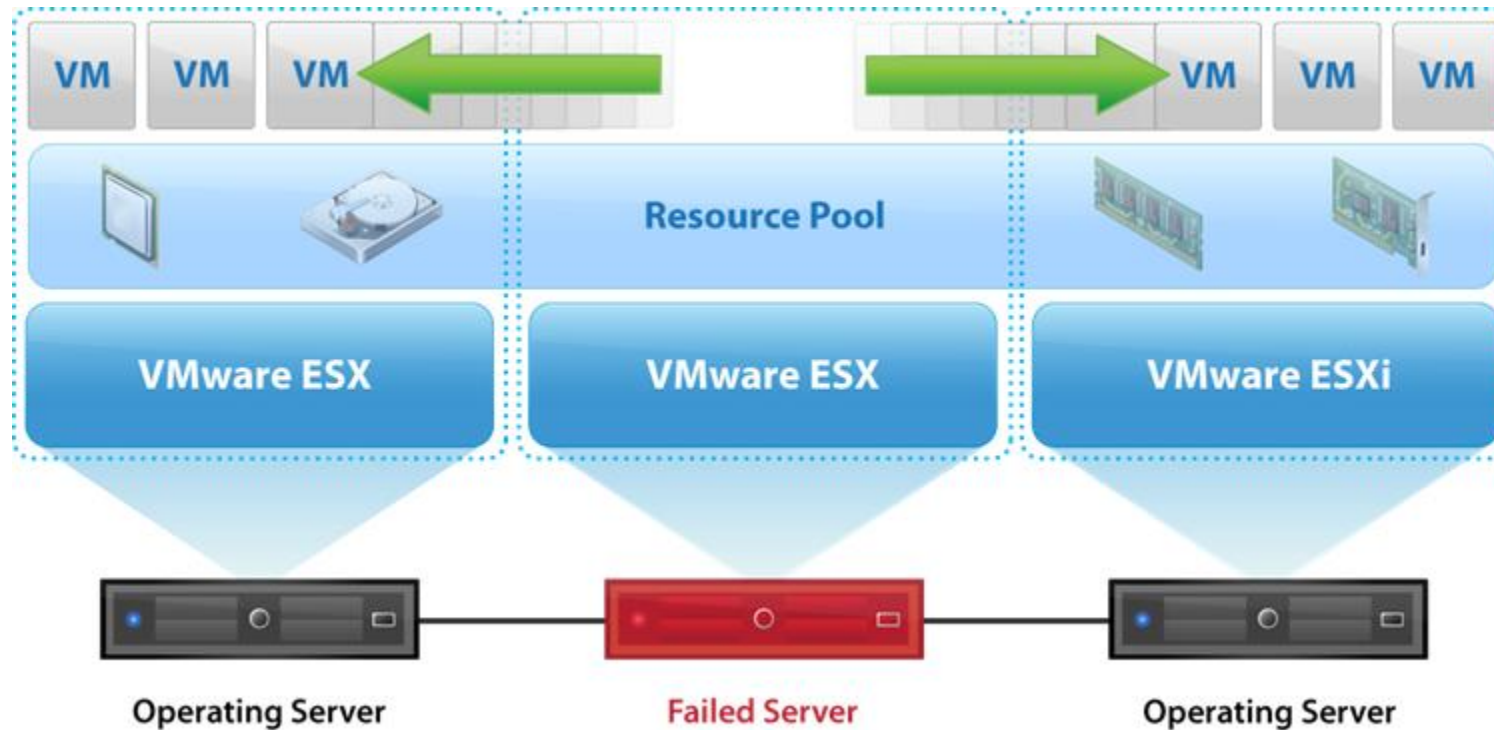 VM VM VM VM VM VM
Resource Pool
VMware ESX VMware ESX VMware ESXi
Operating Server Failed Server Operating Server